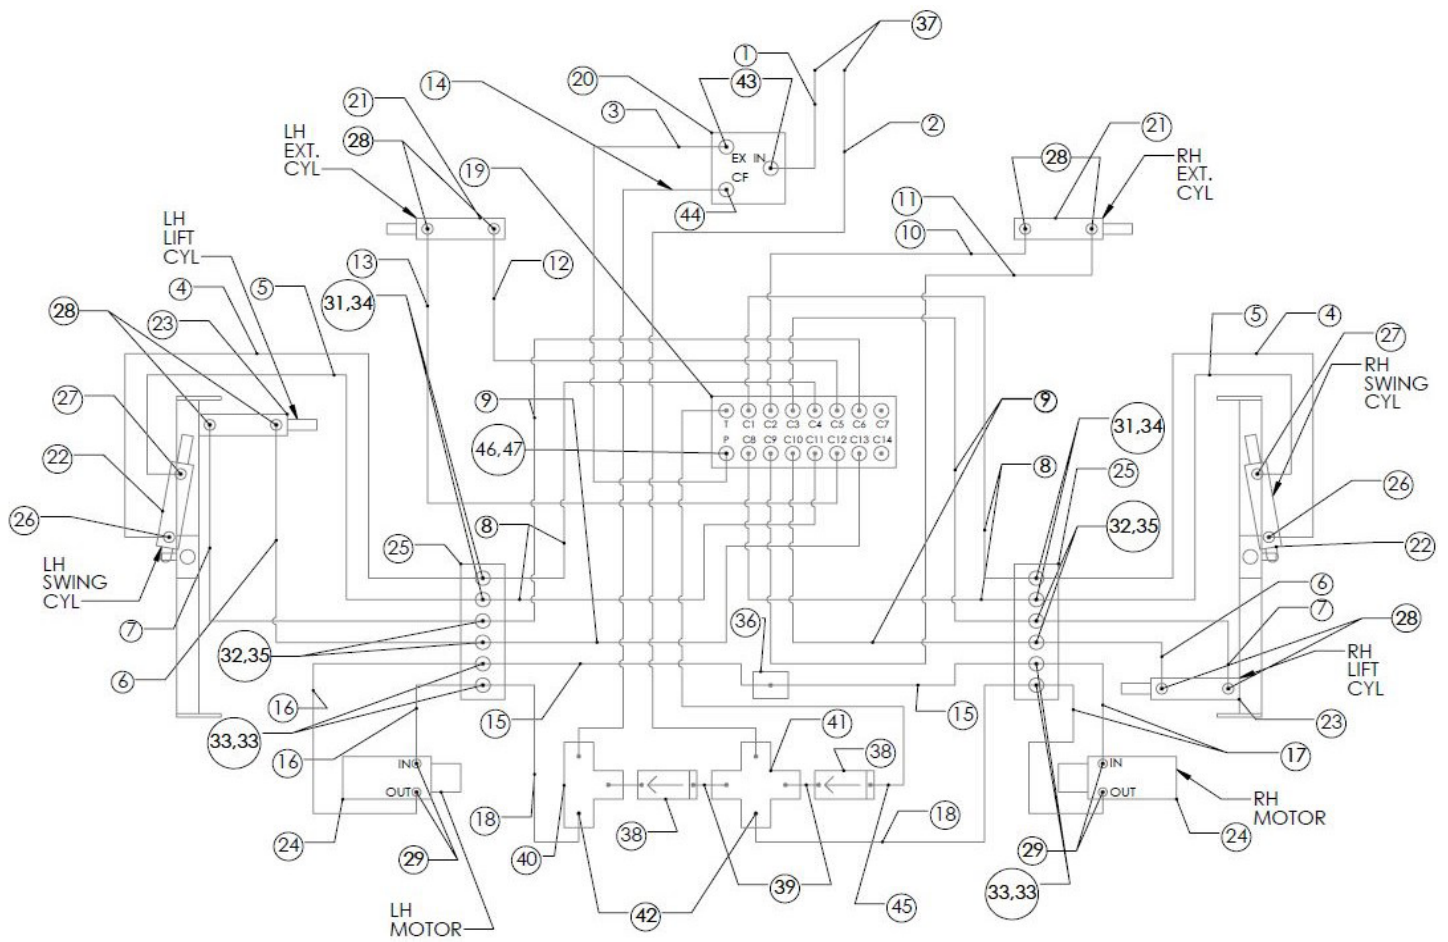 37
1
43
20
14
3
21
28
LH
EXT.
CYL
19
2
21
28
RH
EXT.
CYL
EX IN
CF
44
11
10
LH
LIFT
CYL
13
12
31,34
4
5
28
23
5
4
27
RH
SWING
CYL
27
9
9
31,34
T C1 C2 C3 C4 C5 C6 C7
P C8 C9 C10 C11 C12 C13 C14
46,47
22
8
25
26
26
8
32,35
25
22
LH
SWING
CYL
7
6
7
28
36
32,35
RH
LIFT
CYL
6
16
15
15
23
33,33
41
38
17
16
IN
OUT
IN
OUT
RH
MOTOR
18
18
24
24
40
38
29
29
39
33,33
42
45
LH
MOTOR